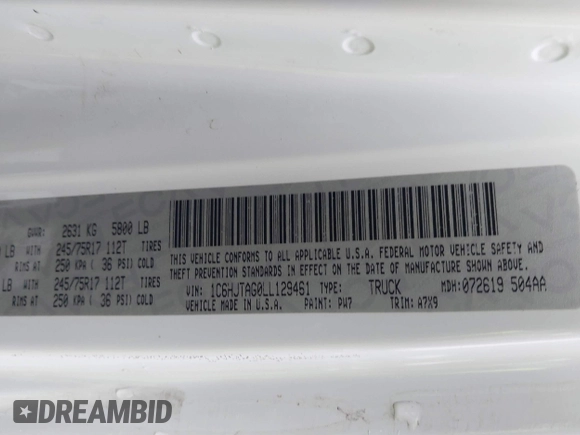 GVWR: 2631 KG 5800 LB
LB WITH 245/75R17 112T TIRES
RIMS AT 250 KPA ( 36 PSI) COLD
LB WITH 245/75R17 112T TIRES
RIMS AT 250 KPA ( 36 PSI) COLD
THIS VEHICLE CONFORMS TO ALL APPLICABLE U.S.A. FEDERAL MOTOR VEHICLE SAFETY AND
THEFT PREVENTION STANDARDS IN EFFECT ON THE DATE OF MANUFACTURE SHOWN ABOVE.
VIN: 1C6HJTAG0LL129461 TYPE: TRUCK MDH: 072619 504AA
VEHICLE MADE IN U.S.A. PAINT: PW7 TRIM: A7X9
DREAMBID